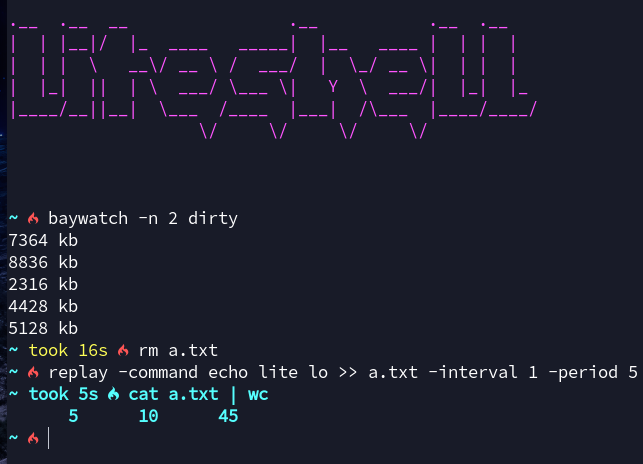 Liteshell
~ baywatch -n 2 dirty
7364 kb
8836 kb
2316 kb
4428 kb
5128 kb
~ took 16s rm a.txt
~ replay -command echo lite lo >> a.txt -interval 1 -period 5
~ took 5s cat a.txt | wc
5 10 45
~